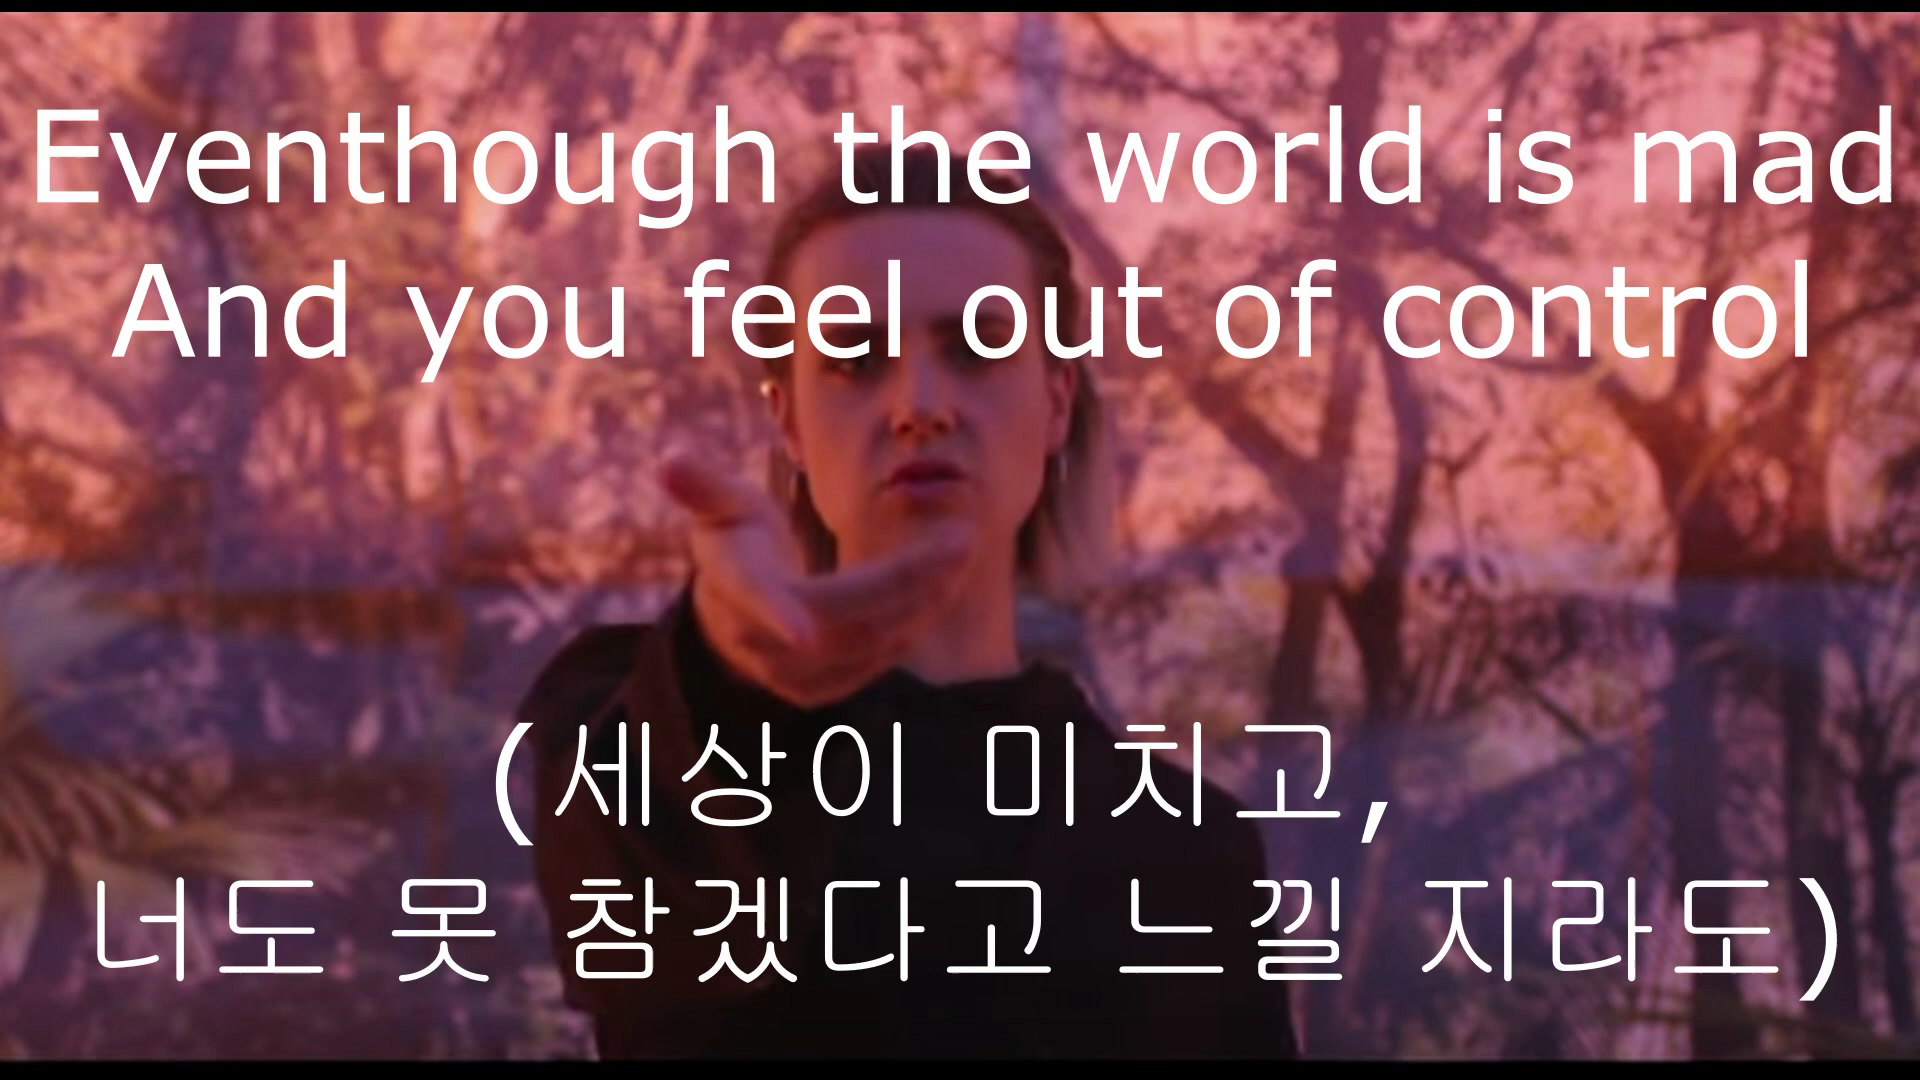 Eventhough the world is mad
And you feel out of control
(세상이 미치고,
너도 못 참겠다고 느낄 지라도)